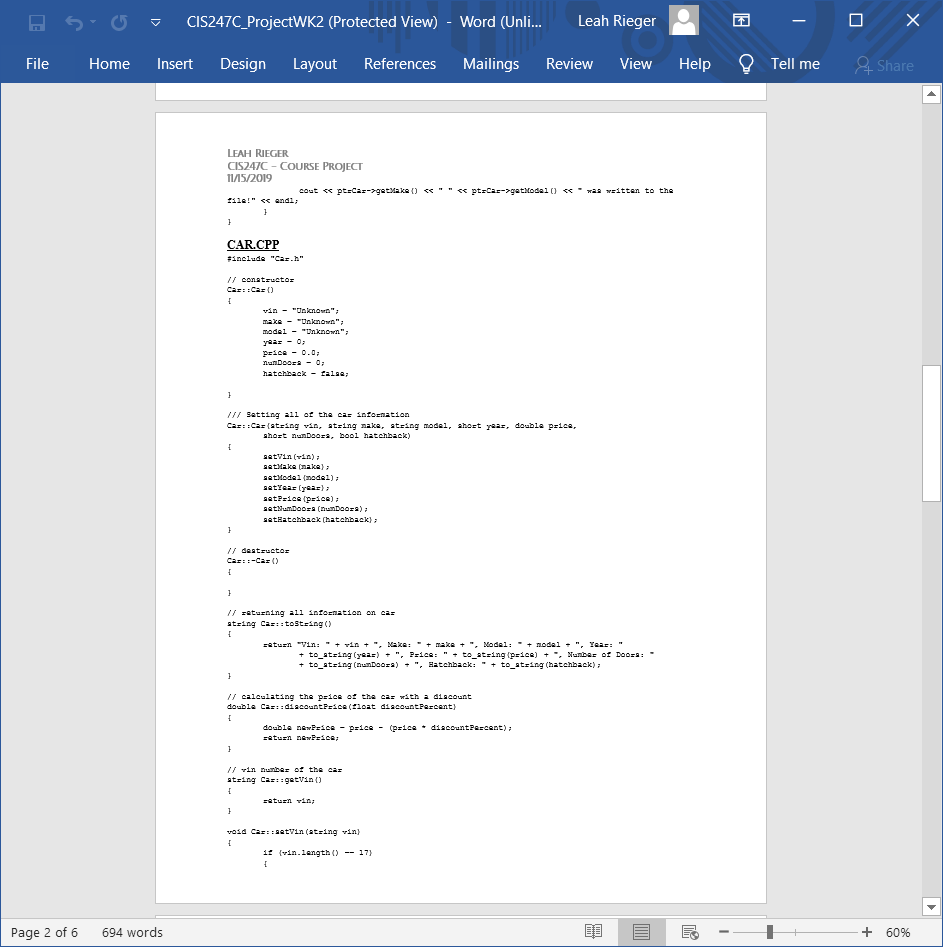 CIS247C_ProjectWK2 (Protected View) - Word (Unli... Leah Rieger
File Home Insert Design Layout References Mailings Review View Help Tell me Share
LEAH RIEGER
CIS247C – COURSE PROJECT
11/15/2019
cout << ptrCar->getMake() << " " << ptrCar->getModel() << " was written to the
file!" << endl;
}
}
CAR.CPP
#include "Car.h"
// constructor
Car::Car()
{
vin = "Unknown";
make = "Unknown";
model = "Unknown";
year = 0;
price = 0.0;
numDoors = 0;
hatchback = false;
}
/// Setting all of the car information
Car::Car(string vin, string make, string model, short year, double price,
short numDoors, bool hatchback)
{
setVin(vin);
setMake(make);
setModel(model);
setYear(year);
setPrice(price);
setNumDoors(numDoors);
setHatchback(hatchback);
}
// destructor
Car::~Car()
{
}
// returning all information on car
string Car::toString()
{
return "Vin: " + vin + ", Make: " + make + ", Model: " + model + ", Year: "
+ to_string(year) + ", Price: " + to_string(price) + ", Number of Doors: "
+ to_string(numDoors) + ", Hatchback: " + to_string(hatchback);
}
// calculating the price of the car with a discount
double Car::discountPrice(float discountPercent)
{
double newPrice = price - (price * discountPercent);
return newPrice;
}
// vin number of the car
string Car::getVin()
{
return vin;
}
void Car::setVin(string vin)
{
if (vin.length() == 17)
{
Page 2 of 6 694 words 60%